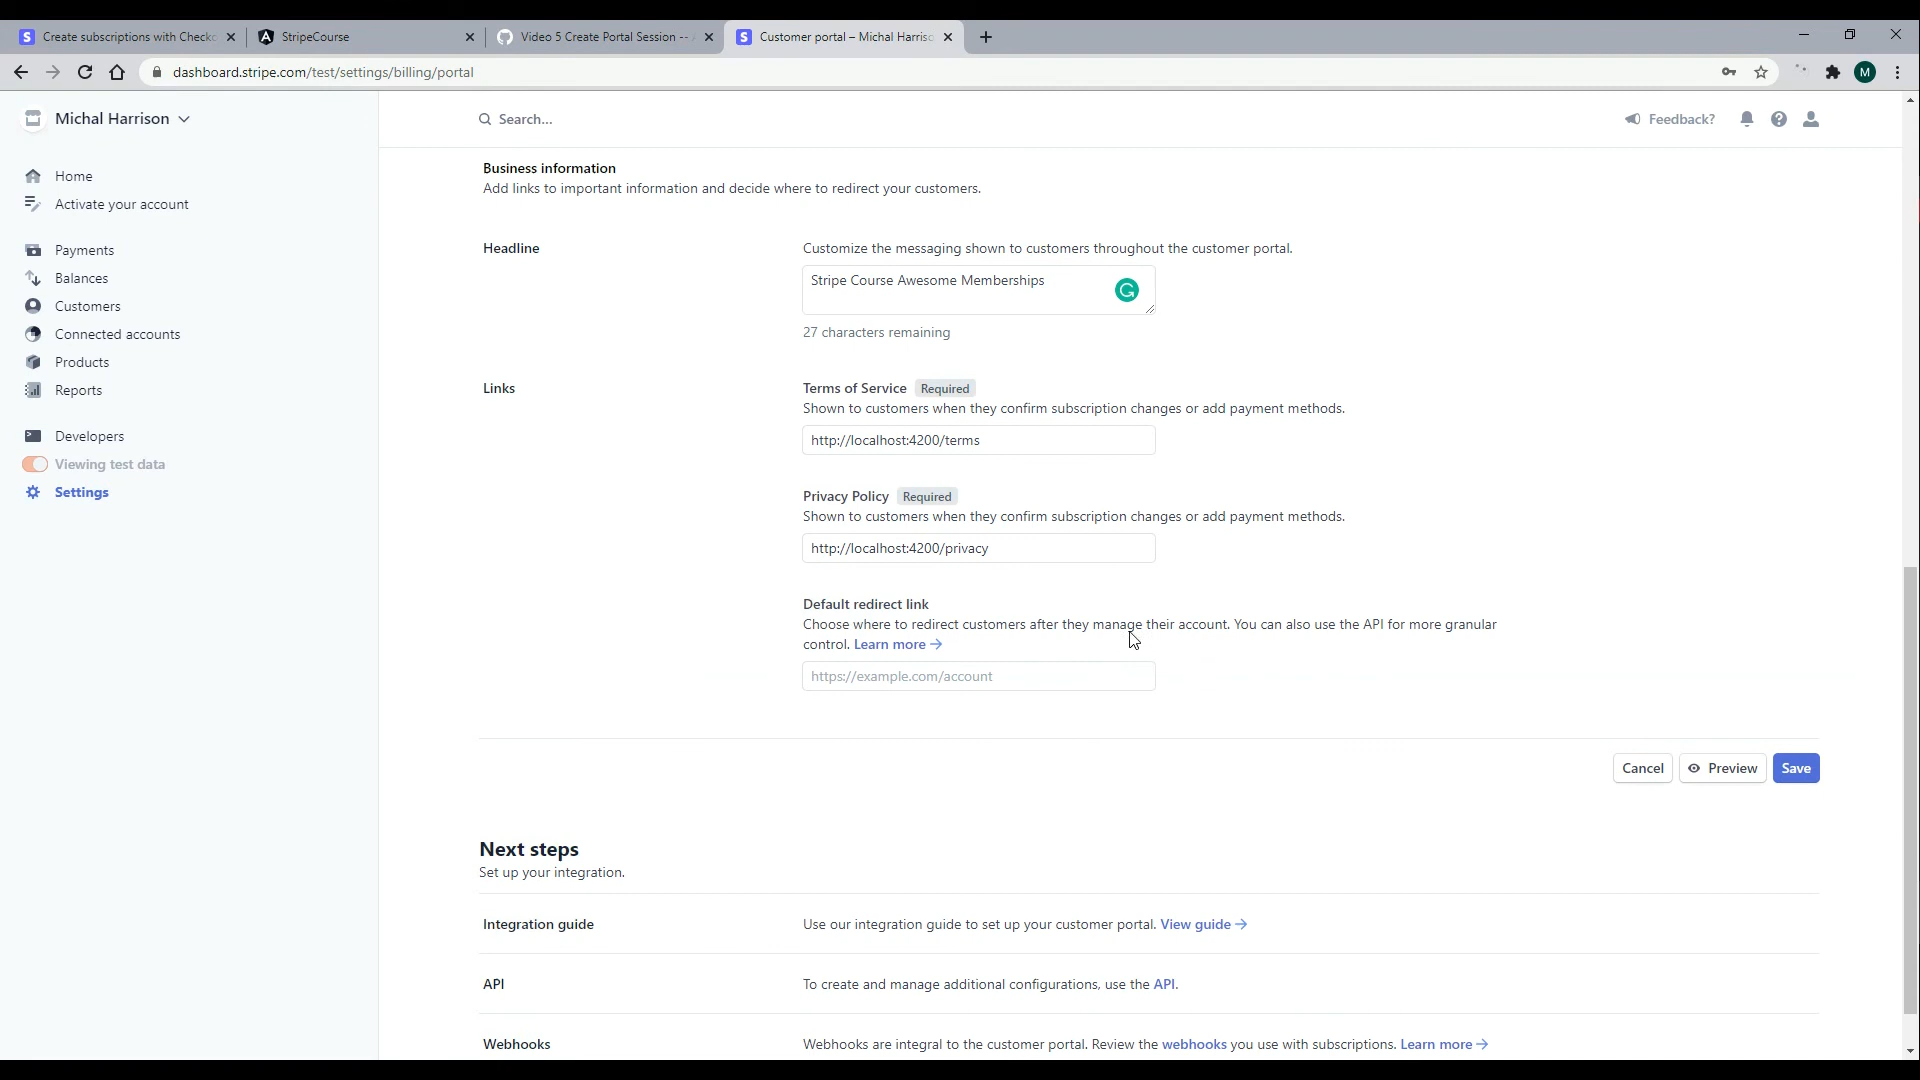 Create subscriptions with Checko
StripeCourse
Video 5 Create Portal Session --
Customer portal – Michal Harriso
dashboard.stripe.com/test/settings/billing/portal
M
Michal Harrison
Search...
Feedback?
Home
Activate your account
Payments
Balances
Customers
Connected accounts
Products
Reports
Developers
Viewing test data
Settings
Business information
Add links to important information and decide where to redirect your customers.
Headline
Customize the messaging shown to customers throughout the customer portal.
Stripe Course Awesome Memberships
27 characters remaining
Links
Terms of Service Required
Shown to customers when they confirm subscription changes or add payment methods.
http://localhost:4200/terms
Privacy Policy Required
Shown to customers when they confirm subscription changes or add payment methods.
http://localhost:4200/privacy
Default redirect link
Choose where to redirect customers after they manage their account. You can also use the API for more granular
control. Learn more →
https://example.com/account
Cancel
Preview
Save
Next steps
Set up your integration.
Integration guide
Use our integration guide to set up your customer portal. View guide →
API
To create and manage additional configurations, use the API.
Webhooks
Webhooks are integral to the customer portal. Review the webhooks you use with subscriptions. Learn more →